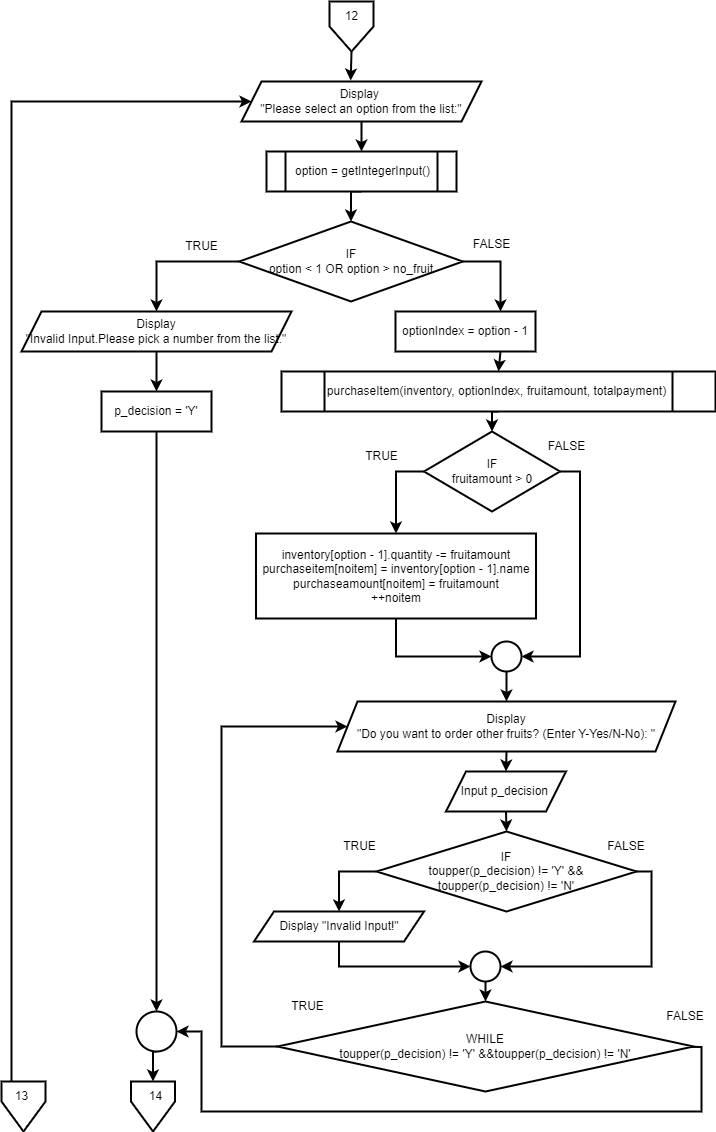 12
Display
"Please select an option from the list:"
option = getIntegerInput()
TRUE
FALSE
IF
option < 1 OR option > no_fruit
Display
"Invalid Input.Please pick a number from the list:"
optionIndex = option - 1
p_decision = 'Y'
purchaseItem(inventory, optionIndex, fruitamount, totalpayment)
TRUE
FALSE
IF
fruitamount > 0
inventory[option - 1].quantity -= fruitamount
purchaseitem[noitem] = inventory[option - 1].name
purchaseamount[noitem] = fruitamount
++noitem
Display
"Do you want to order other fruits? (Enter Y-Yes/N-No): "
Input p_decision
TRUE
FALSE
IF
toupper(p_decision) != 'Y' &&
toupper(p_decision) != 'N'
Display "Invalid Input!"
TRUE
FALSE
WHILE
toupper(p_decision) != 'Y' &&toupper(p_decision) != 'N'
13
14